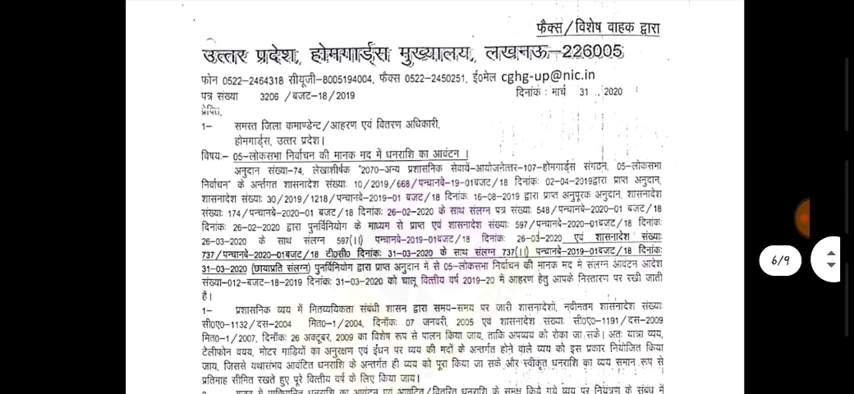 फैक्स/विशेष वाहक द्वारा
उत्तर प्रदेश, होमगार्ड्स मुख्यालय, लखनऊ-226005
फोन 0522-2464318 सीयूजी-8005194004, फैक्स 0522-2450251, ई0मेल cghg-up@nic.in
पत्र संख्या 3206 /बजट-18/2019 दिनांक: मार्च 31 ., 2020
प्रेषित,
1- समस्त जिला कमाण्डेन्ट/आहरण एवं वितरण अधिकारी,
होमगार्ड्स, उत्तर प्रदेश।
विषय:- 05-लोकसभा निर्वाचन की मानक मद में धनराशि का आवंटन ।
अनुदान संख्या-74, लेखाशीर्षक "2070-अन्य प्रशासनिक सेवायें-आयोजनेत्तर-107-होमगार्ड्स संगठन, 05-लोकसभा
निर्वाचन" के अर्न्तगत शासनादेश संख्या: 10/2019/668/पन्चानबे-19-01बजट/18 दिनांक: 02-04-2019द्वारा प्राप्त अनुदान,
शासनादेश संख्या: 30/2019/1218/पन्चानबे-2019-01 बजट/18 दिनांक: 16-08-2019 द्वारा प्राप्त अनुपूरक अनुदान, शासनादेश
संख्या: 174/पन्चानबे-2020-01 बजट/18 दिनांक: 26-02-2020 के साथ संलग्न पत्र संख्या: 548/पन्चानबे-2020-01 बजट/18
दिनांक: 26-02-2020 द्वारा पुनर्विनियोग के माध्यम से प्राप्त एवं शासनादेश संख्या: 597/पन्चानबे-2020-01बजट/18 दिनांक:
26-03-2020 के साथ संलग्न 597(।।) पन्चानबे-2019-01बजट/18 दिनांक: 26-03-2020 एवं शासनादेश संख्या:
737/पन्चानबे-2020-01बजट/18 टी0सी0 दिनांक: 31-03-2020 के साथ संलग्न 737(।।) पन्चानबे-2019-01बजट/18 दिनांक:
31-03-2020 (छायाप्रति संलग्न) पुनर्विनियोग द्वारा प्राप्त अनुदान में से 05-लोकसभा निर्वाचन की मानक मद में संलग्न आवंटन आदेश
संख्या-012-बजट-18-2019 दिनांक: 31-03-2020 को चालू वित्तीय वर्ष 2019-20 में आहरण हेतु आपके निस्तारण पर रखी जाती
है।
1- प्रशासनिक व्यय में मितव्ययिकता संबंधी शासन द्वारा समय-समय पर जारी शासनादेशों, नवीनतम शासनादेश संख्या:
सी0ए0-1132/दस-2004 मित0-1/2004, दिनाँक: 07 जनवरी, 2005 एवं शासनादेश संख्या: सी0ए0-1191/दस-2009
मित0-1/2007, दिनाँक: 26 अक्टूबर, 2009 का विशेष रूप से पालन किया जाय, ताकि अपव्यय को रोका जा सके। अतः यात्रा व्यय,
टेलीफोन वयय, मोटर गाडियों का अनुरक्षण एवं ईंधन पर व्यय की मदों के अन्तर्गत होने वाले व्यय को इस प्रकार नियोजित किया
जाय, जिससे यथासंभव आवंटित धनराशि के अन्तर्गत ही व्यय को पूरा किया जा सके और स्वीकृत धनराशि का व्यय समान रूप से
प्रतिमाह सीमित रखते हुए पूरे वित्तीय वर्ष के लिए किया जाय।
6/9